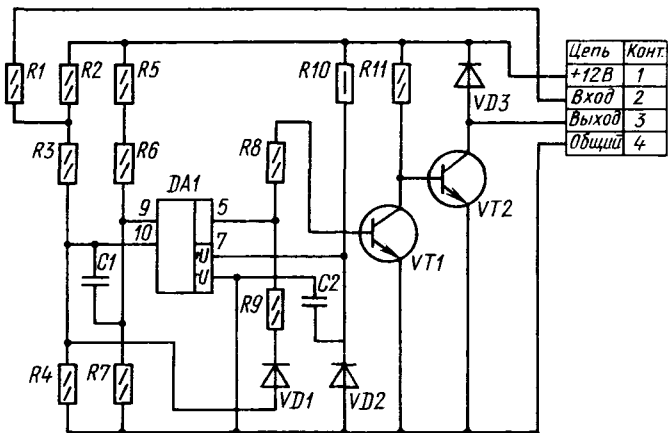 R1
R2
R5
R10
R11
VD3
Цепь Конт.
+12В 1
Вход 2
Выход 3
Общий 4
R3
R6
R8
DA1
9 5
10 7
U
U
C1
C2
VT1
VT2
R9
R4
R7
VD1
VD2